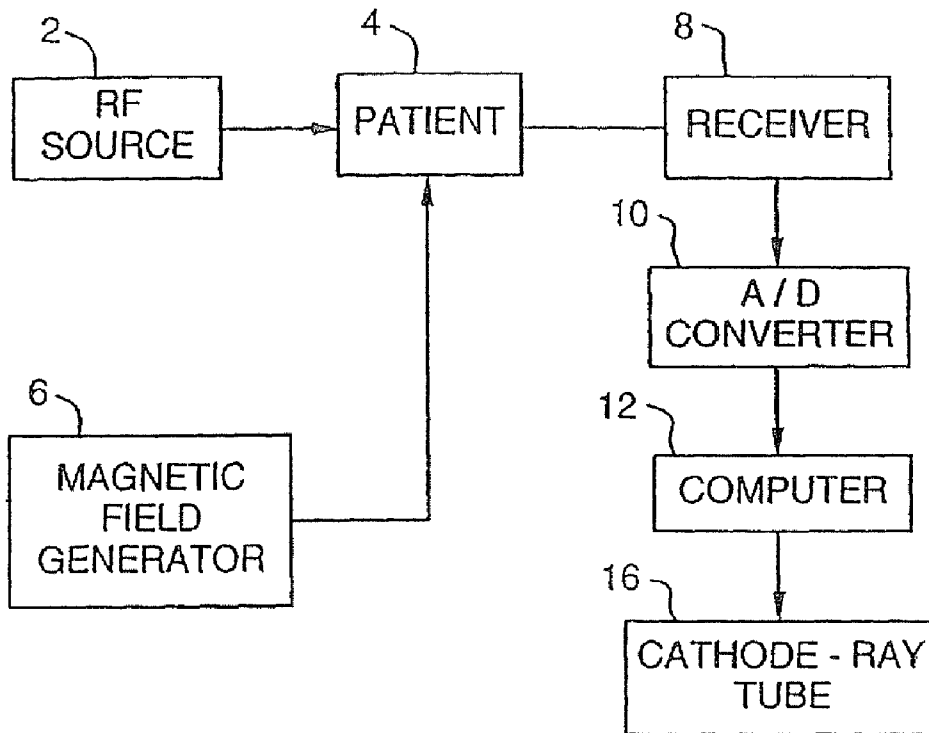 2
RF
SOURCE
4
PATIENT
8
RECEIVER
10
A / D
CONVERTER
6
MAGNETIC
FIELD
GENERATOR
12
COMPUTER
16
CATHODE - RAY
TUBE